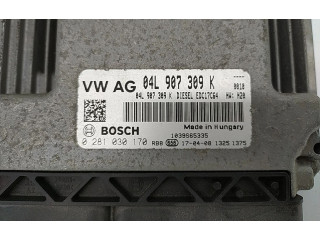 VW AG 04L 907 309 K
04L 907 309 K DIESEL EDC17C64 HW: H20 0010
Made in Hungary
BOSCH 1039S65335
0 281 030 170 RBB 17-04-08 1325 1375